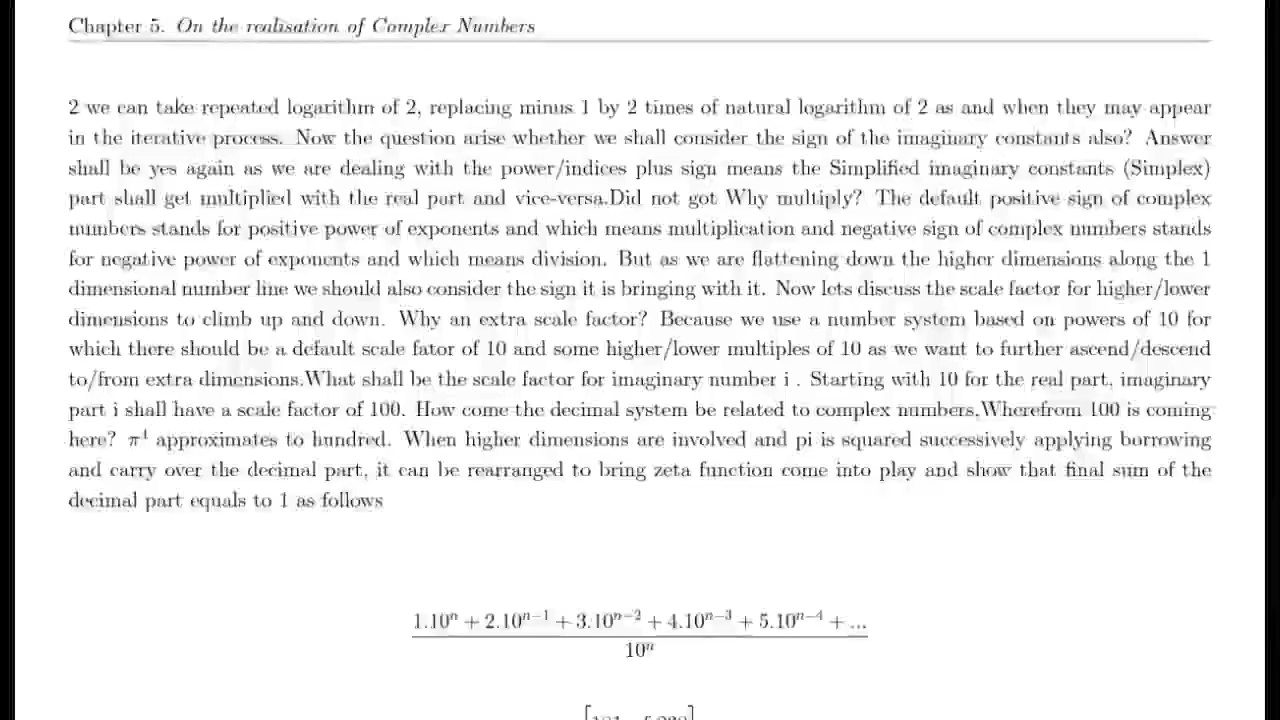 Chapter 5. On the realisation of Complex Numbers
2 we can take repeated logarithm of 2, replacing minus 1 by 2 times of natural logarithm of 2 as and when they may appear
in the iterative process. Now the question arise whether we shall consider the sign of the imaginary constants also? Answer
shall be yes again as we are dealing with the power/indices plus sign means the Simplified imaginary constants (Simplex)
part shall get multiplied with the real part and vice-versa.Did not got Why multiply? The default positive sign of complex
numbers stands for positive power of exponents and which means multiplication and negative sign of complex numbers stands
for negative power of exponents and which means division. But as we are flattening down the higher dimensions along the 1
dimensional number line we should also consider the sign it is bringing with it. Now lets discuss the scale factor for higher/lower
dimensions to climb up and down. Why an extra scale factor? Because we use a number system based on powers of 10 for
which there should be a default scale fator of 10 and some higher/lower multiples of 10 as we want to further ascend/descend
to/from extra dimensions.What shall be the scale factor for imaginary number i . Starting with 10 for the real part, imaginary
part i shall have a scale factor of 100. How come the decimal system be related to complex numbers.Wherefrom 100 is coming
here? π⁴ approximates to hundred. When higher dimensions are involved and pi is squared successively applying borrowing
and carry over the decimal part, it can be rearranged to bring zeta function come into play and show that final sum of the
decimal part equals to 1 as follows
1.10ⁿ + 2.10ⁿ⁻¹ + 3.10ⁿ⁻² + 4.10ⁿ⁻³ + 5.10ⁿ⁻⁴ + ...
10ⁿ